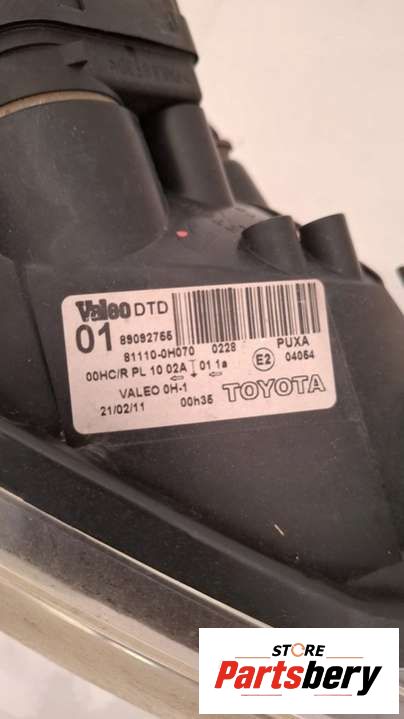 Valeo DTD
01 89092755
81110-0H070 0228 PUXA
00HC/R PL 10 02A 01 1a E2 04054
VALEO 0H-1 TOYOTA
21/02/11 00h35
STORE
Partsbery